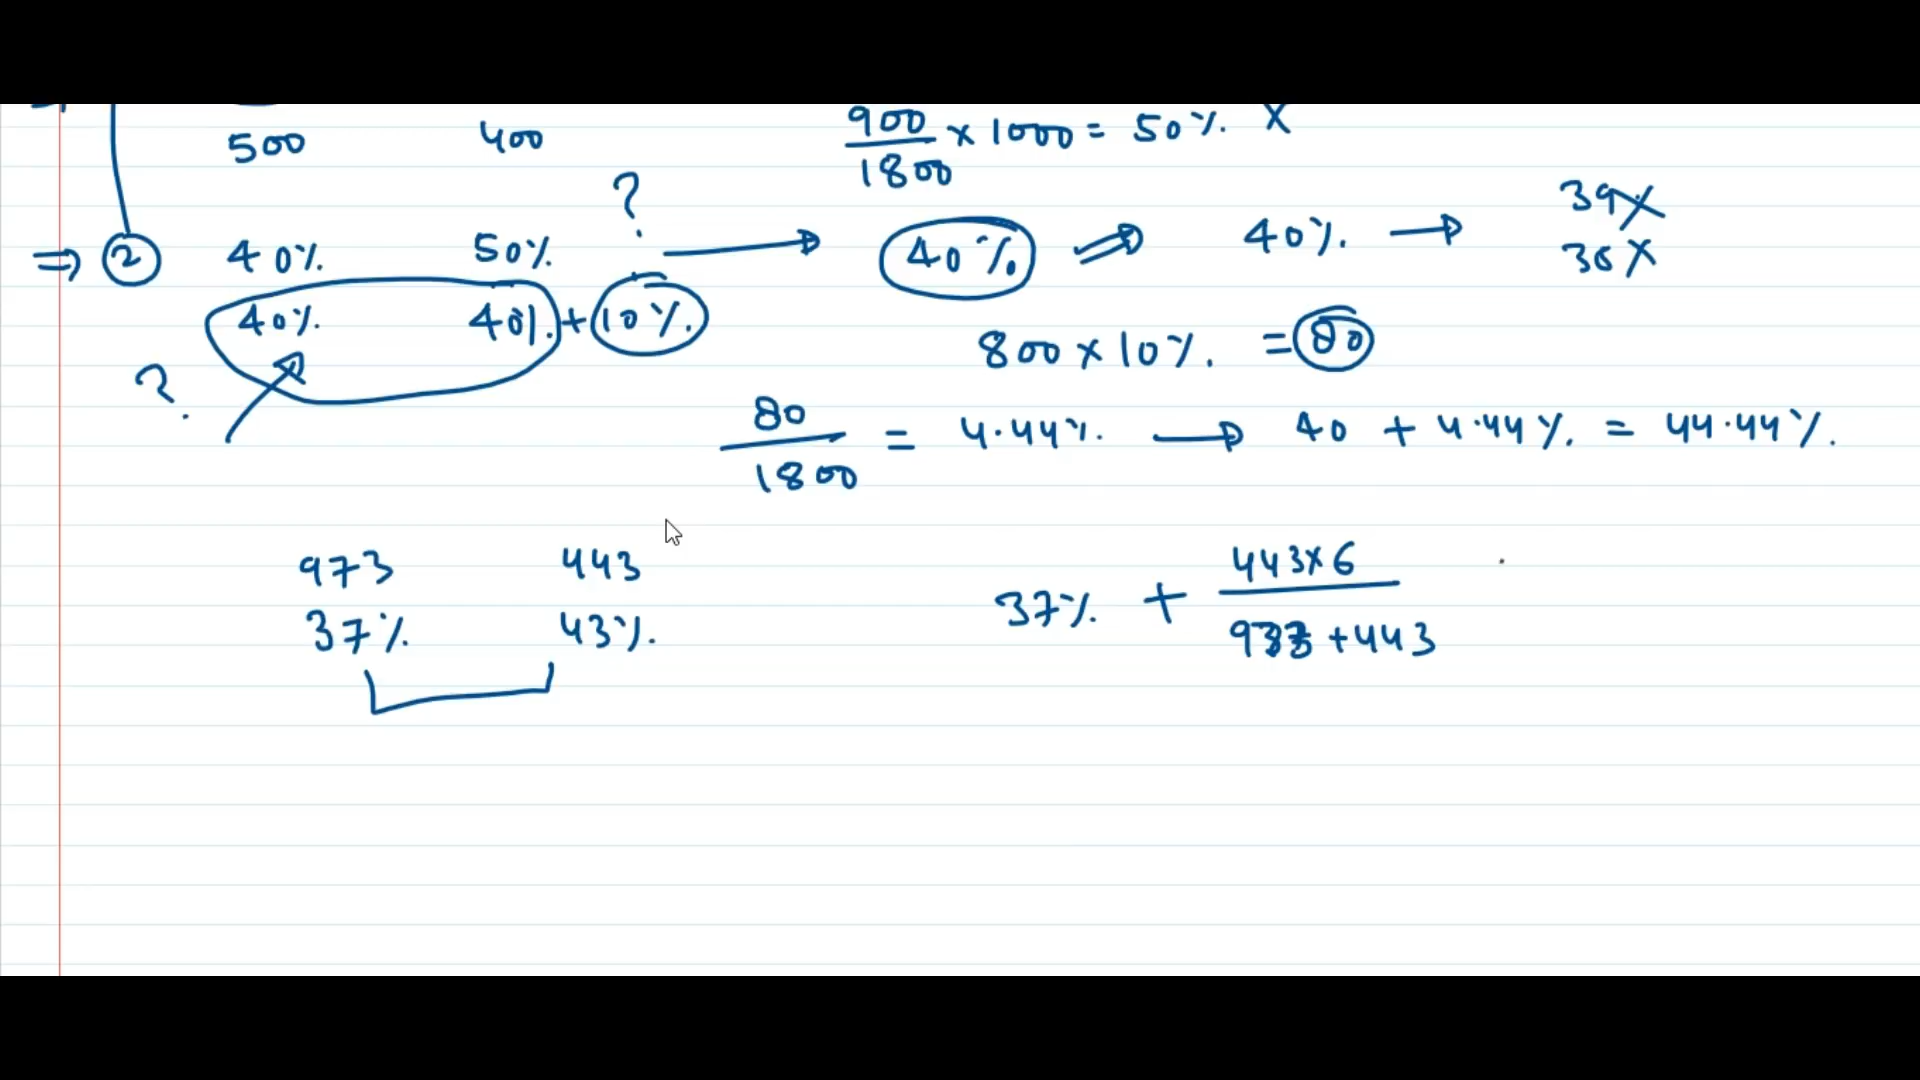 500 400 900/1800 x 1000 = 50% X
?
39X
⇒ 2 40% 50% → 40% ⇒ 40% → 38X
40% 40% + 10%
800 x 10% = 80
?
80/1800 = 4.44% → 40 + 4.44% = 44.44%.
973 443
37% 43%.
37% + 443x6/973+443